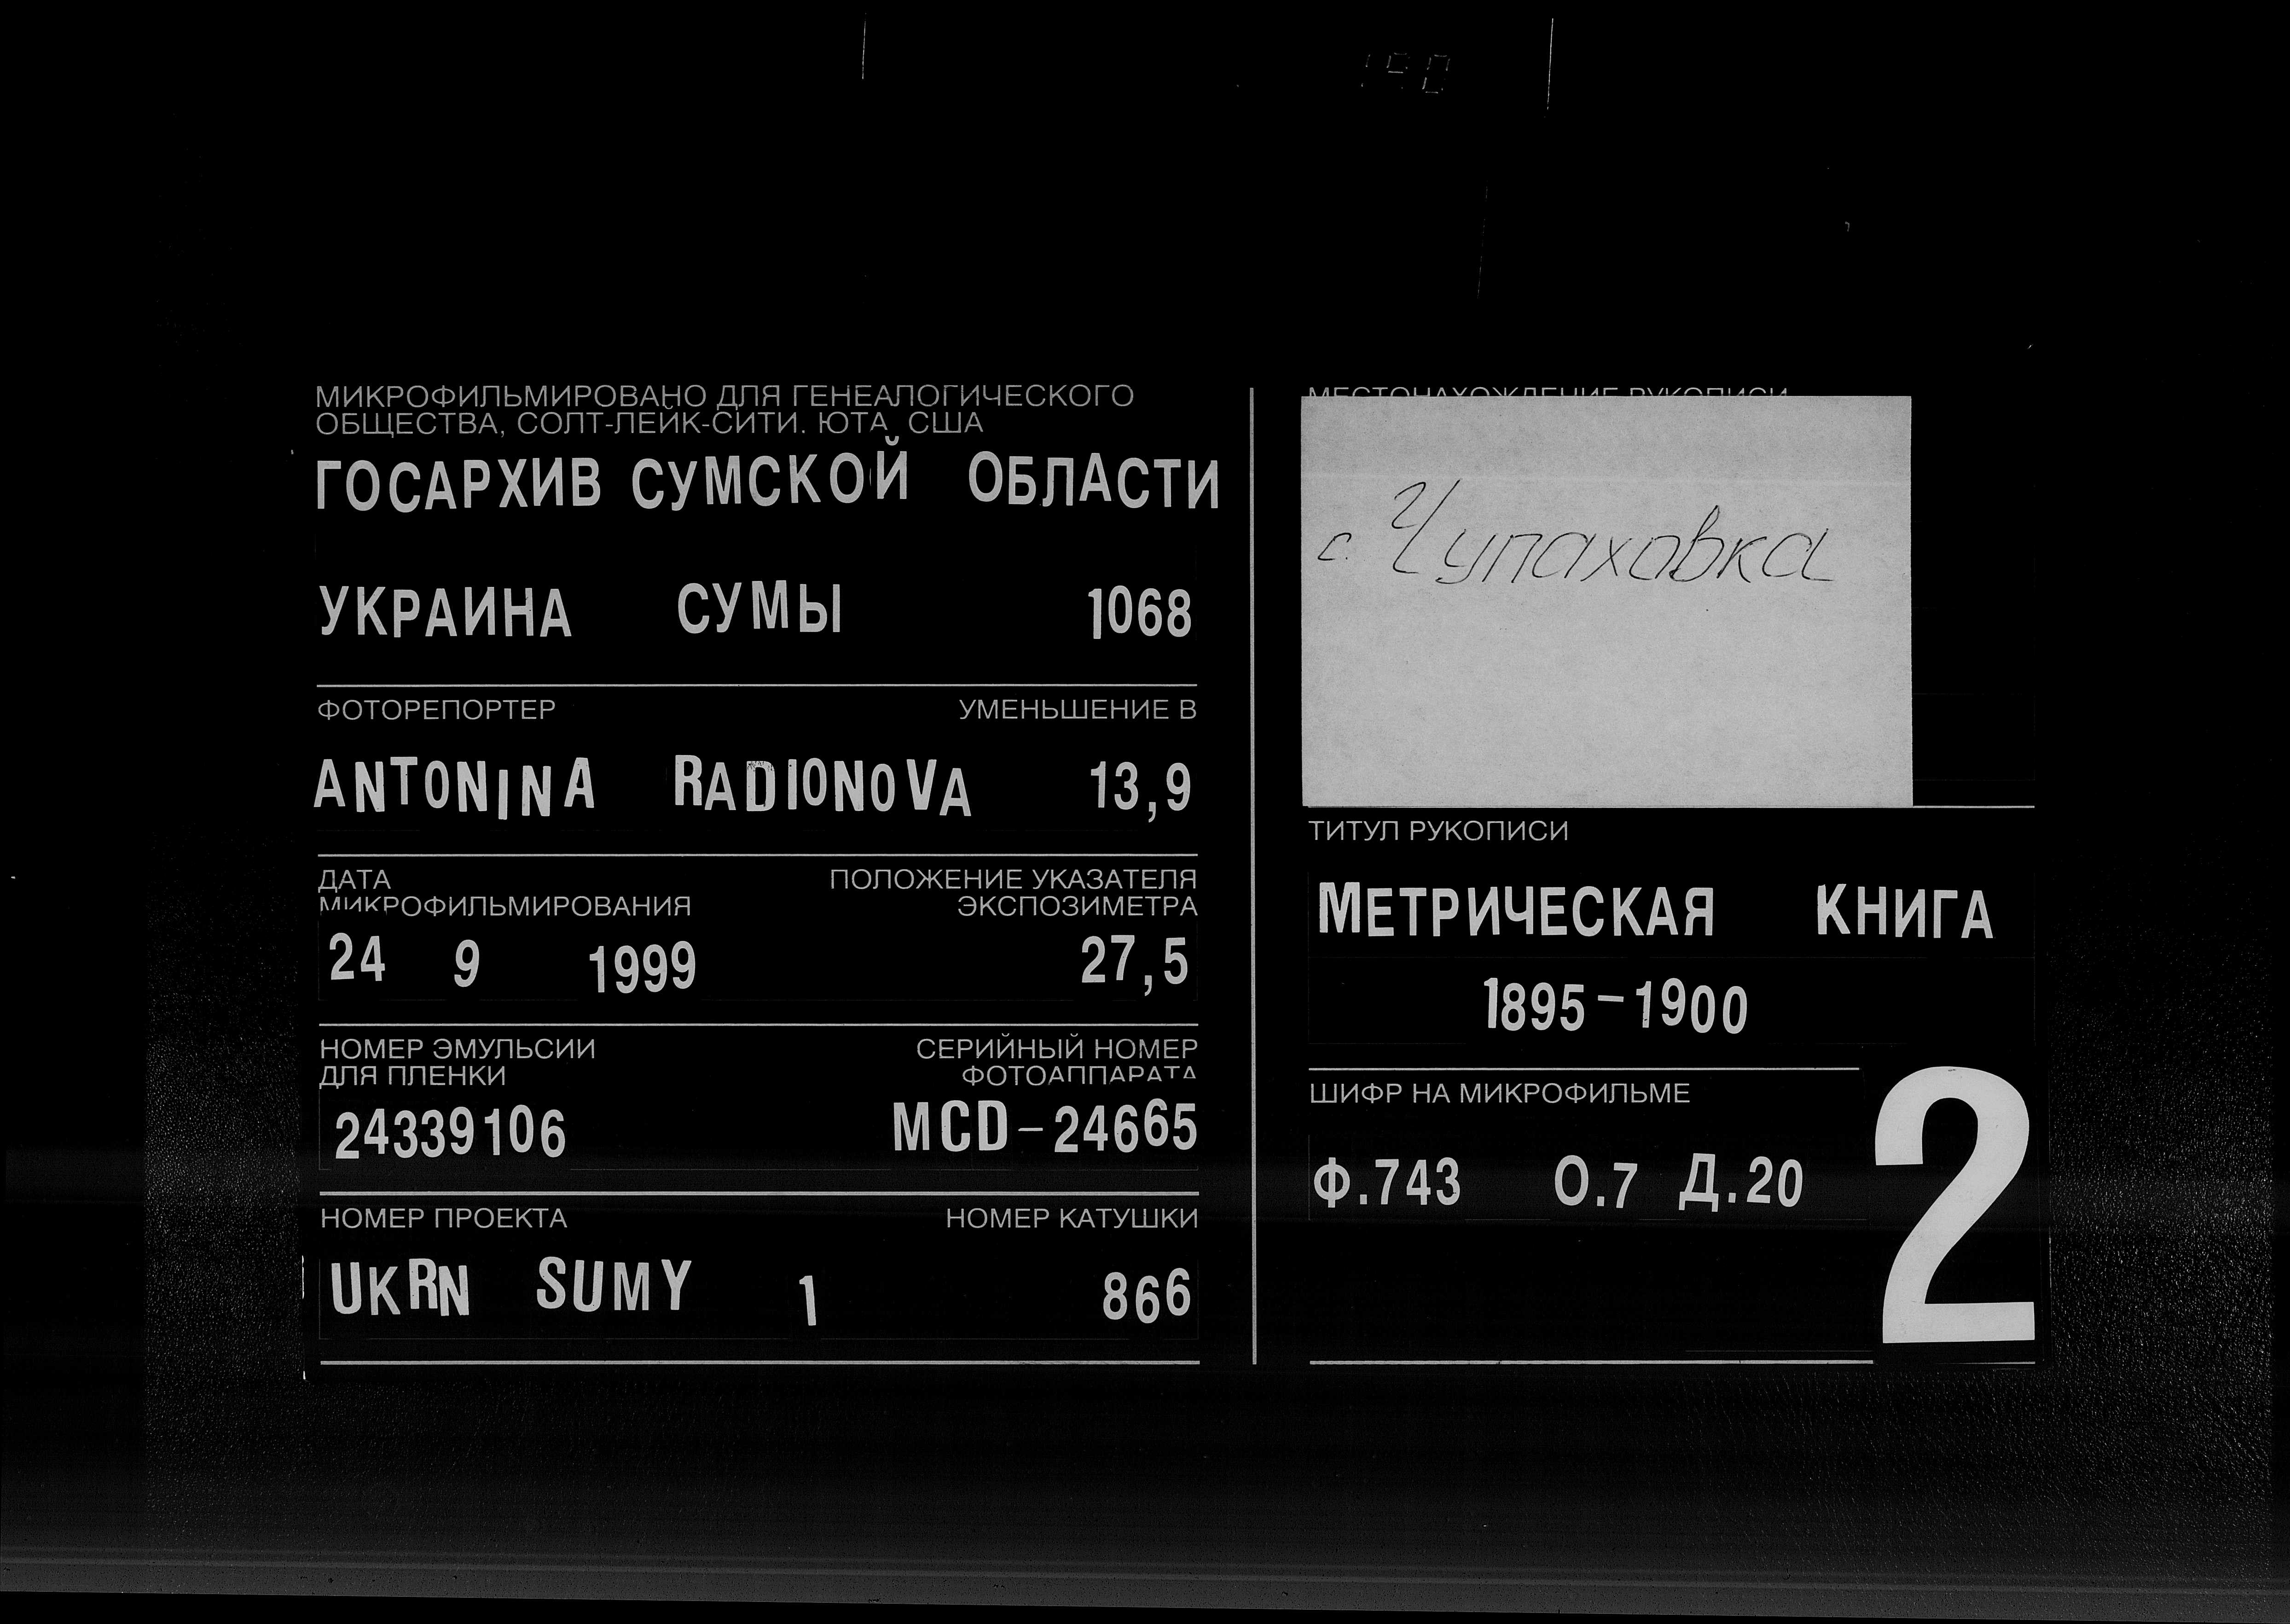 МИКРОФИЛЬМИРОВАНО ДЛЯ ГЕНЕАЛОГИЧЕСКОГО
ОБЩЕСТВА, СОЛТ-ЛЕЙК-СИТИ. ЮТА США
ГОСАРХИВ СУМСКОЙ ОБЛАСТИ
УКРАИНА СУМЫ 1068
ФОТОРЕПОРТЕР УМЕНЬШЕНИЕ В
ANTONINA RADIONOVA 13,9
ДАТА ПОЛОЖЕНИЕ УКАЗАТЕЛЯ
МИКРОФИЛЬМИРОВАНИЯ ЭКСПОЗИМЕТРА
24 9 1999 27,5
НОМЕР ЭМУЛЬСИИ СЕРИЙНЫЙ НОМЕР
ДЛЯ ПЛЕНКИ ФОТОАППАРАТА
24339106 MCD-24665
НОМЕР ПРОЕКТА НОМЕР КАТУШКИ
UKRN SUMY 1 866
МЕСТОНАХОЖДЕНИЕ РУКОПИСИ
с. Чупаховка
ТИТУЛ РУКОПИСИ
МЕТРИЧЕСКАЯ КНИГА
1895-1900
ШИФР НА МИКРОФИЛЬМЕ
Ф.743 О.7 Д.20
2